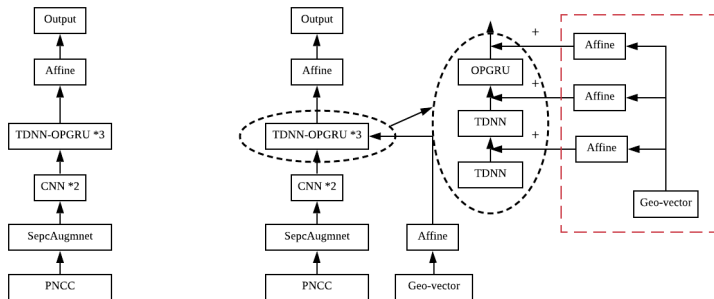 Output
Affine
TDNN-OPGRU *3
CNN *2
SepcAugmnet
PNCC
Output
Affine
TDNN-OPGRU *3
CNN *2
SepcAugmnet
PNCC
Affine
Geo-vector
OPGRU
TDNN
TDNN
+
+
+
Affine
Affine
Affine
Geo-vector